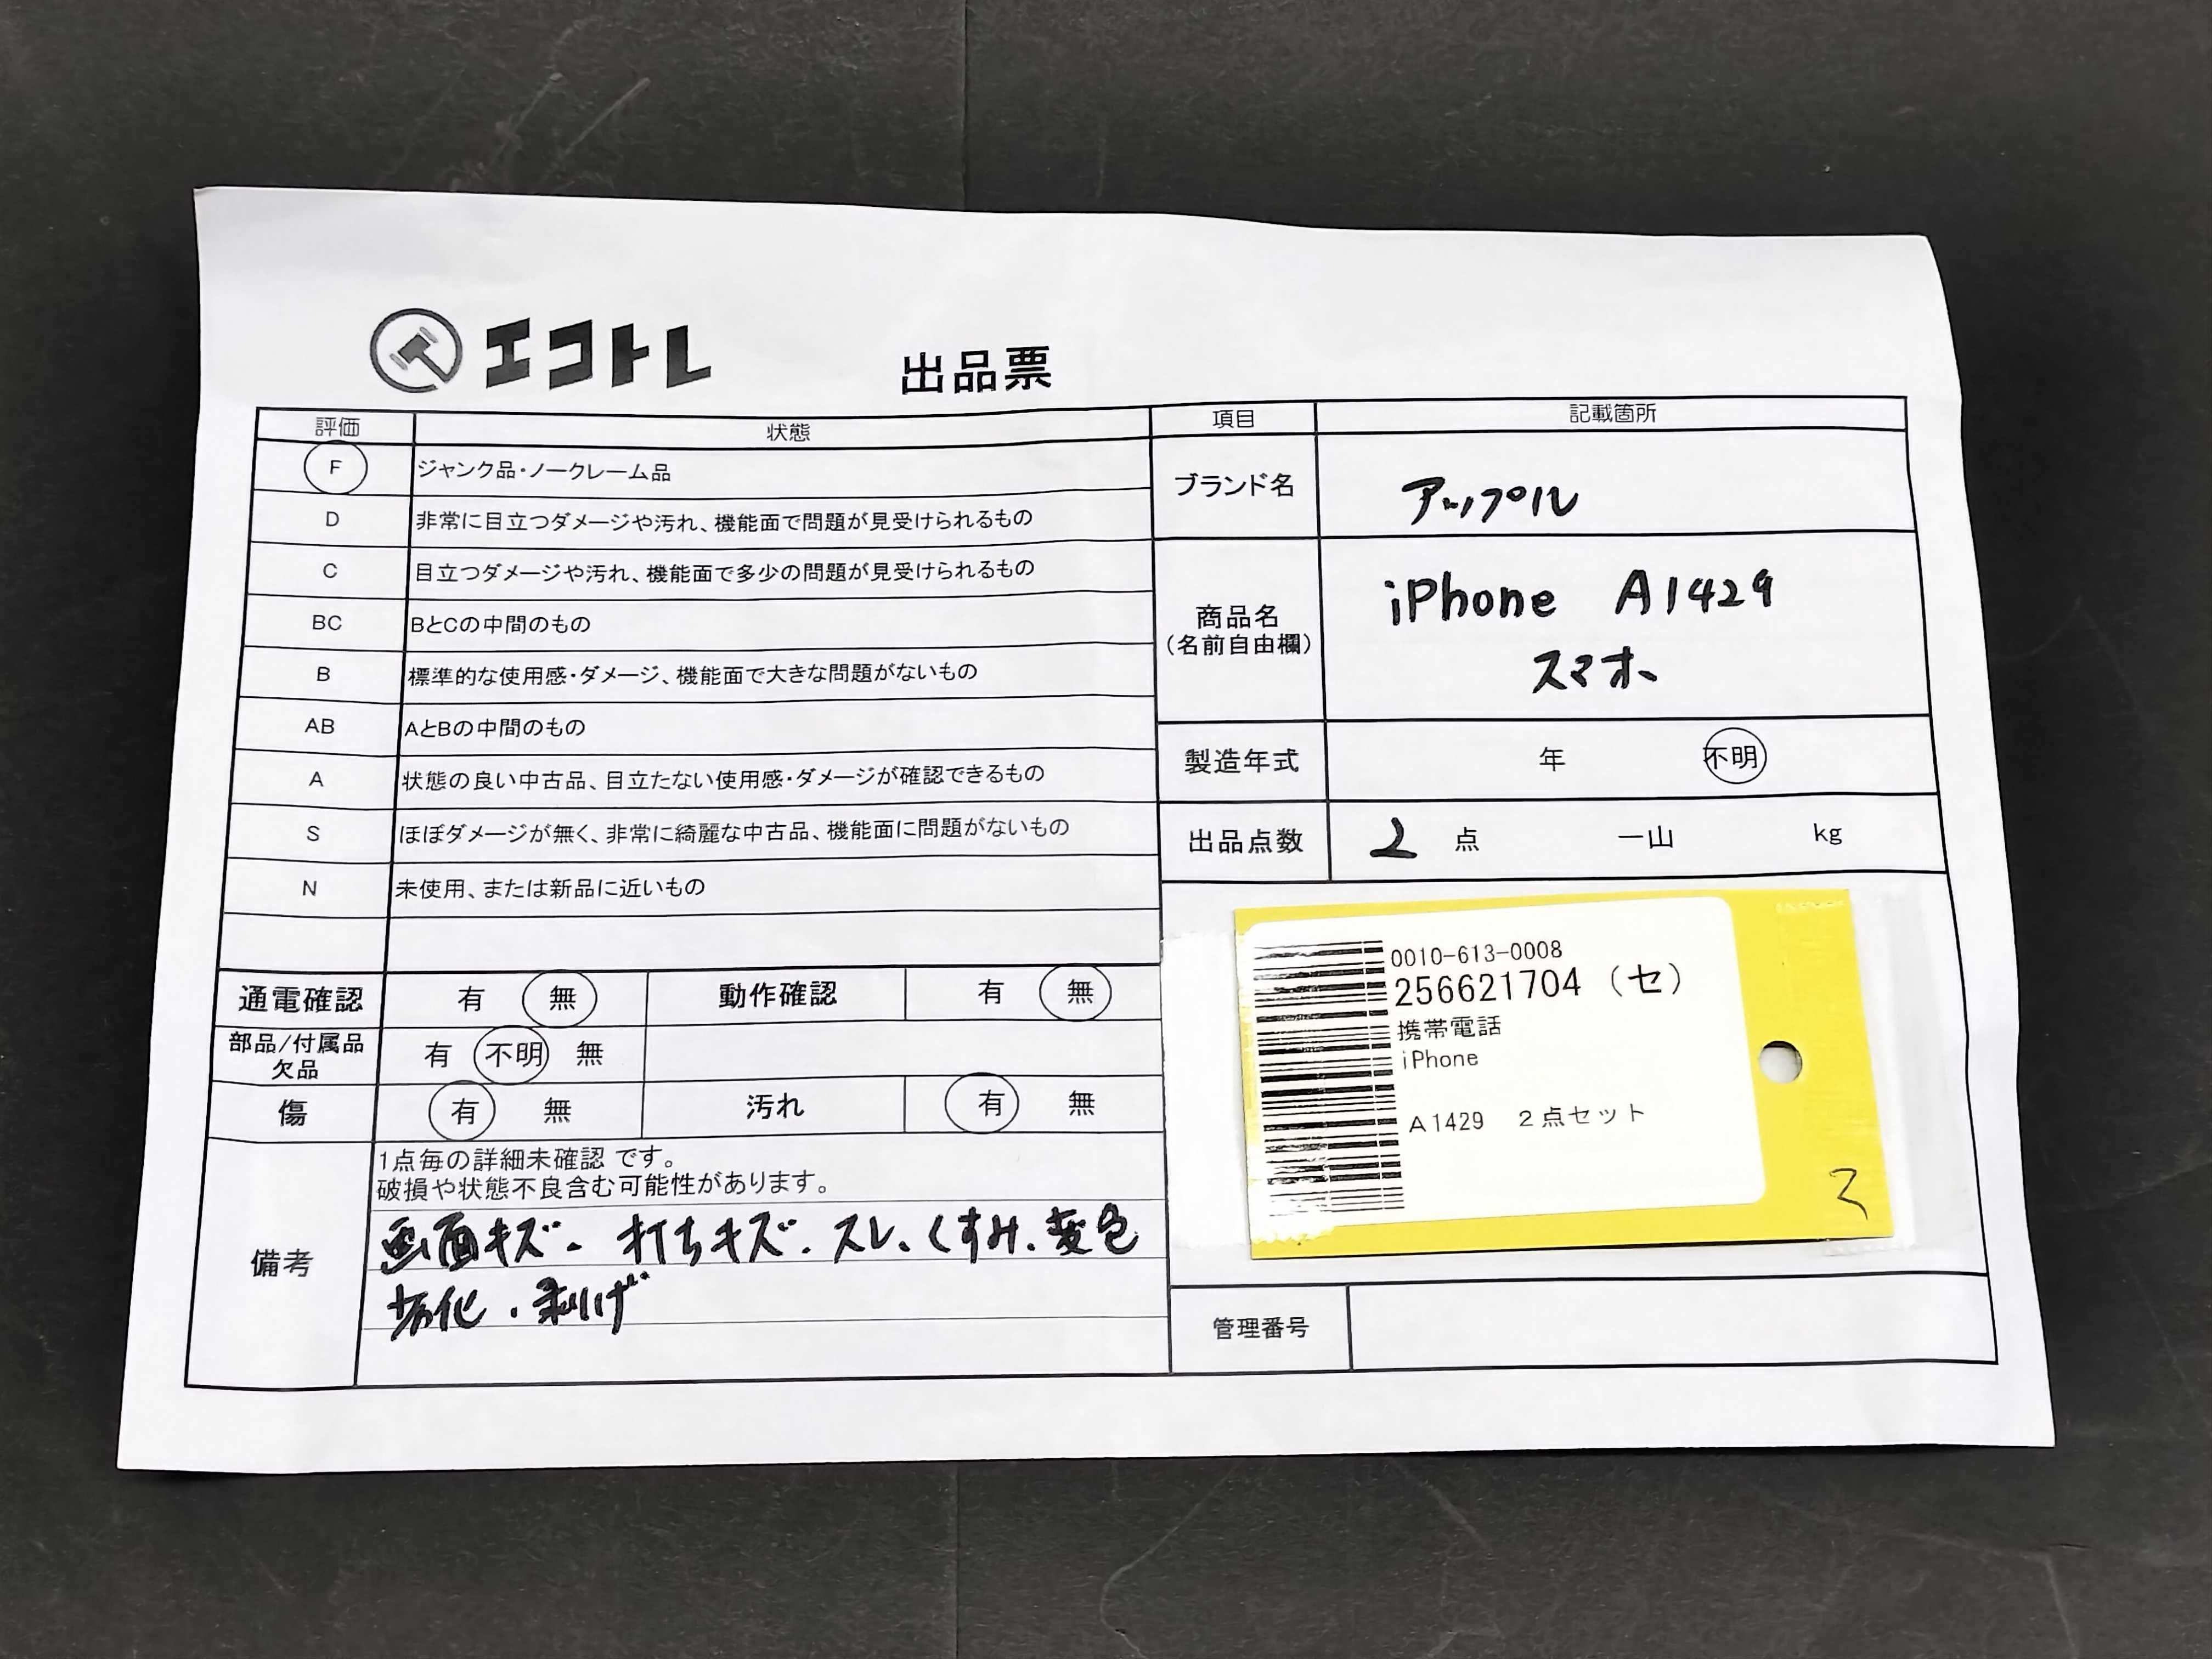 エコトレ
出品票
評価 状態
F ジャンク品・ノークレーム品
D 非常に目立つダメージや汚れ、機能面で問題が見受けられるもの
C 目立つダメージや汚れ、機能面で多少の問題が見受けられるもの
BC BとCの中間のもの
B 標準的な使用感・ダメージ、機能面で大きな問題がないもの
AB AとBの中間のもの
A 状態の良い中古品、目立たない使用感・ダメージが確認できるもの
S ほぼダメージが無く、非常に綺麗な中古品、機能面に問題がないもの
N 未使用、または新品に近いもの
通電確認 有 無 動作確認 有 無
部品/付属品
欠品
有 不明 無
傷 有 無 汚れ 有 無
備考
1点毎の詳細未確認 です。
破損や状態不良含む可能性があります。
画面キズ、打ちキズ、スレ、くすみ、変色
劣化、剥げ
項目 記載箇所
ブランド名 アップル
商品名
(名前自由欄)
iPhone A1429
スマホ
製造年式 年 不明
出品点数 2 点 一山 kg
0010-613-0008
256621704 (セ)
携帯電話
iPhone
A1429 2点セット
3
管理番号